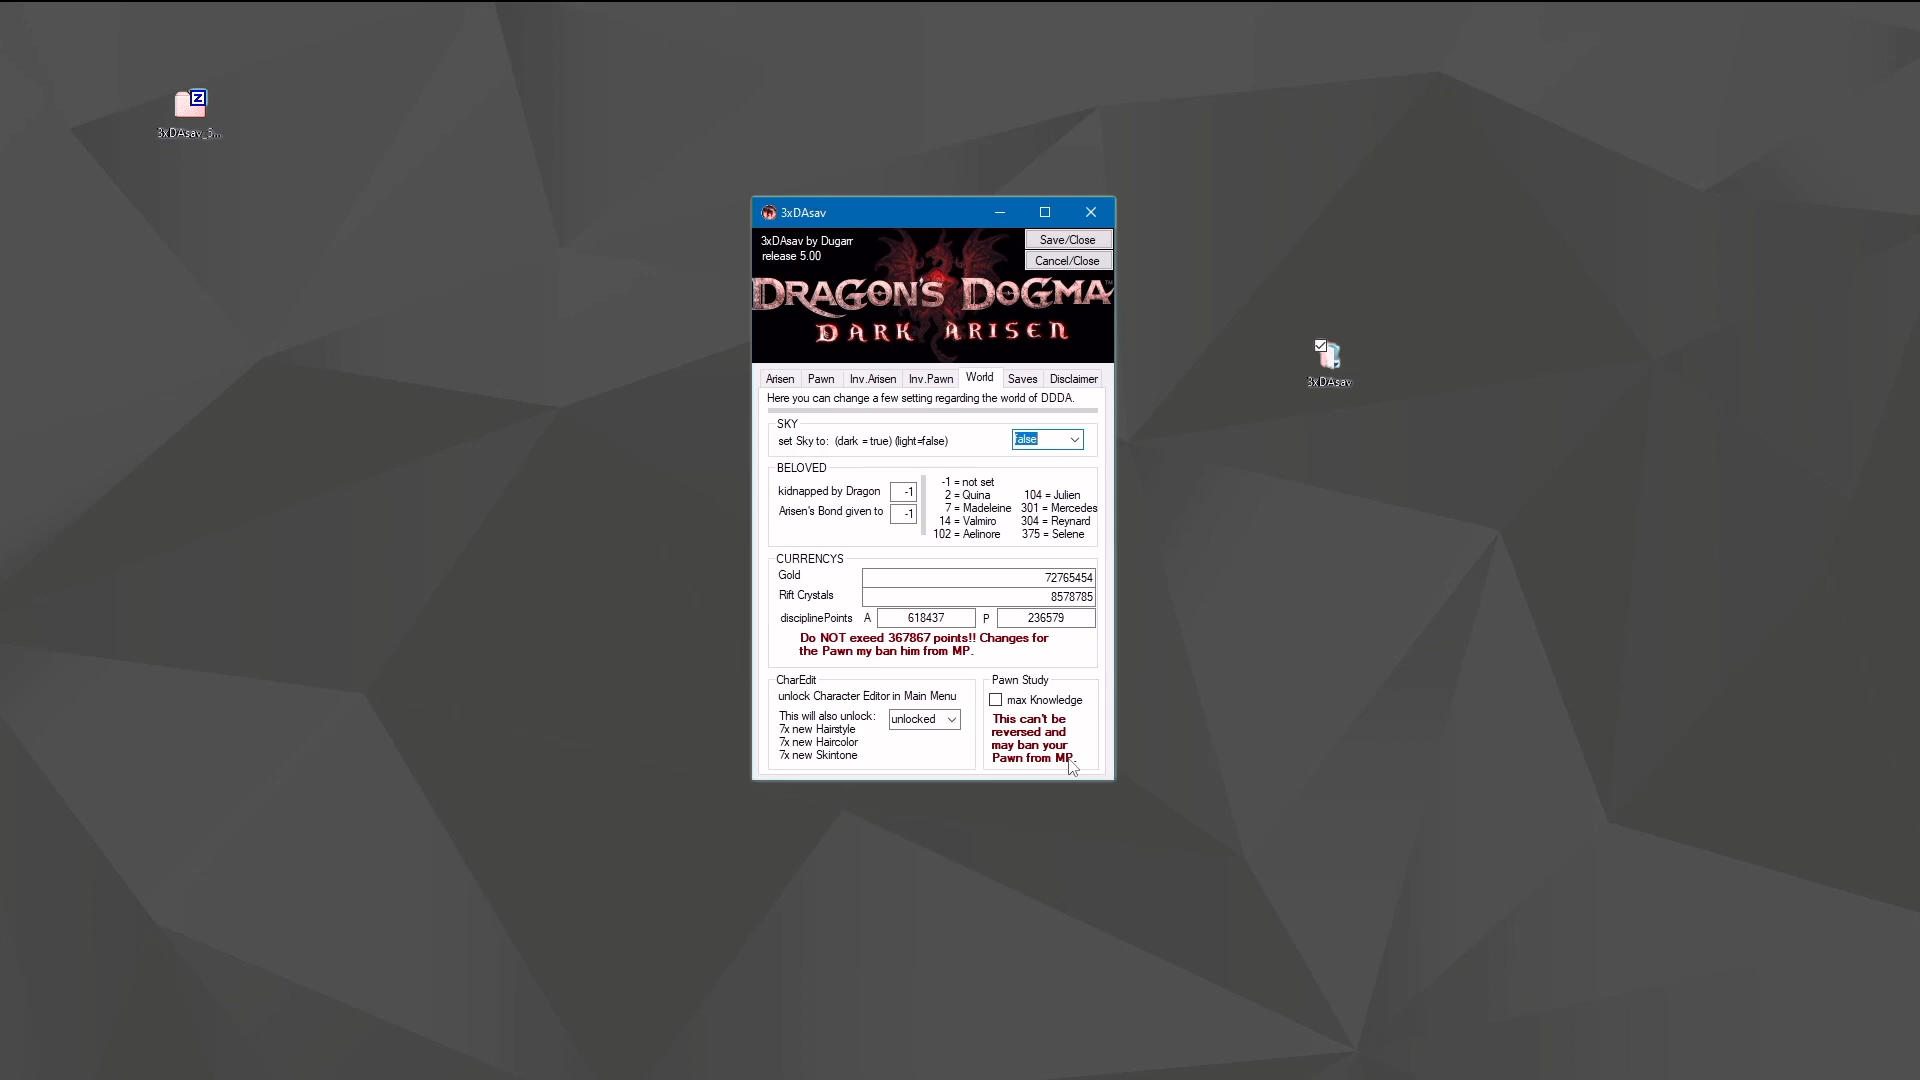 3xDAsav_5...
3xDAsav
3xDAsav
3xDAsav by Dugarr
release 5.00
Save/Close
Cancel/Close
DRAGON'S DOGMA™
DARK ARISEN
Arisen Pawn Inv.Arisen Inv.Pawn World Saves Disclaimer
Here you can change a few setting regarding the world of DDDA.
SKY
set Sky to: (dark = true) (light=false) false
BELOVED
kidnapped by Dragon -1
Arisen's Bond given to -1
-1 = not set
2 = Quina 104 = Julien
7 = Madeleine 301 = Mercedes
14 = Valmiro 304 = Reynard
102 = Aelinore 375 = Selene
CURRENCYS
Gold 72765454
Rift Crystals 8578785
disciplinePoints A 618437 P 236579
Do NOT exeed 367867 points!! Changes for
the Pawn my ban him from MP.
CharEdit
unlock Character Editor in Main Menu
This will also unlock: unlocked
7x new Hairstyle
7x new Haircolor
7x new Skintone
Pawn Study
max Knowledge
This can't be
reversed and
may ban your
Pawn from MP.